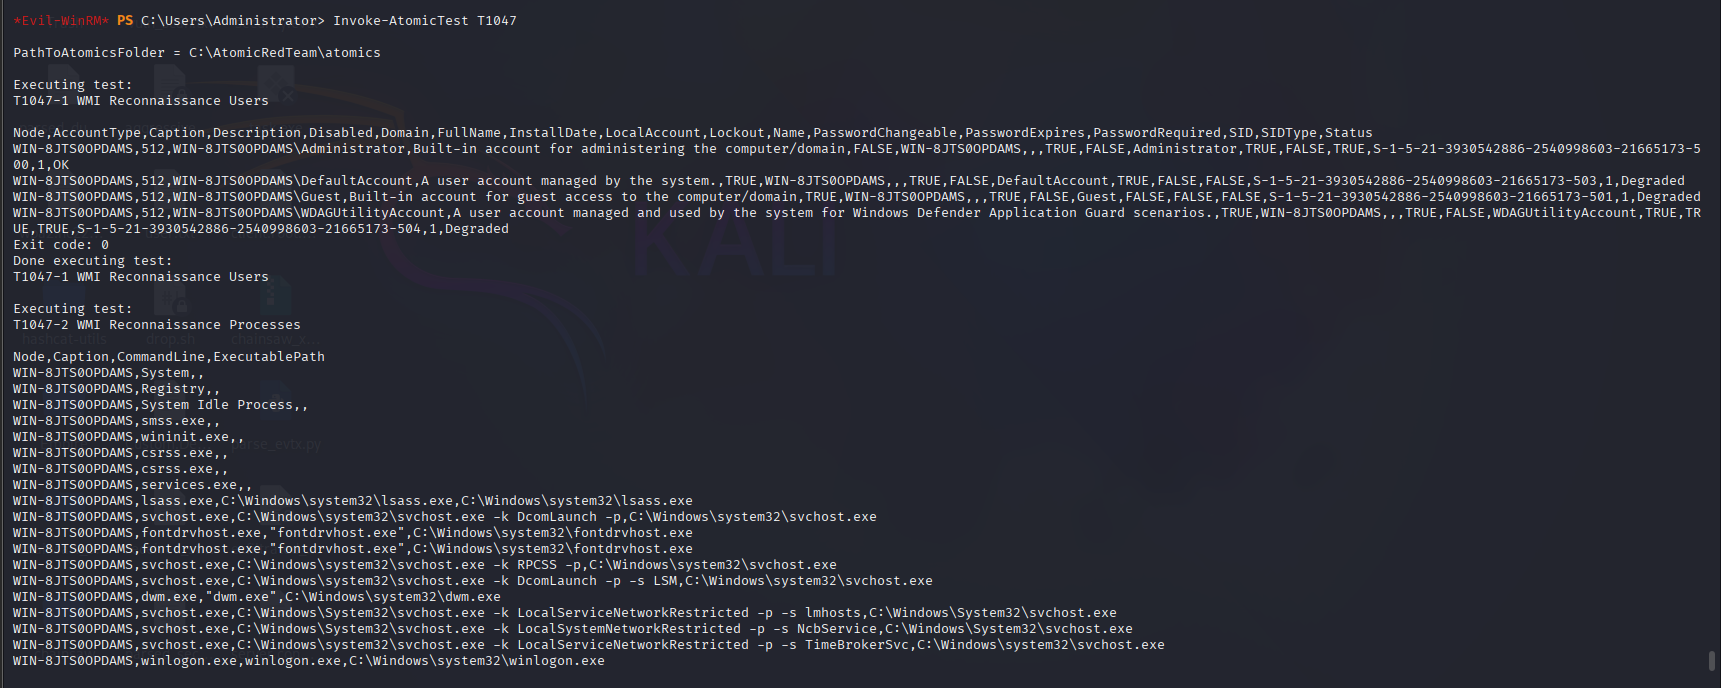 *Evil-WinRM* PS C:\Users\Administrator> Invoke-AtomicTest T1047
PathToAtomicsFolder = C:\AtomicRedTeam\atomics
Executing test:
T1047-1 WMI Reconnaissance Users
Node,AccountType,Caption,Description,Disabled,Domain,FullName,InstallDate,LocalAccount,Lockout,Name,PasswordChangeable,PasswordExpires,PasswordRequired,SID,SIDType,Status
WIN-8JTS0OPDAMS,512,WIN-8JTS0OPDAMS\Administrator,Built-in account for administering the computer/domain,FALSE,WIN-8JTS0OPDAMS,,,TRUE,FALSE,Administrator,TRUE,FALSE,TRUE,S-1-5-21-3930542886-2540998603-21665173-5
00,1,OK
WIN-8JTS0OPDAMS,512,WIN-8JTS0OPDAMS\DefaultAccount,A user account managed by the system.,TRUE,WIN-8JTS0OPDAMS,,,TRUE,FALSE,DefaultAccount,TRUE,FALSE,FALSE,S-1-5-21-3930542886-2540998603-21665173-503,1,Degraded
WIN-8JTS0OPDAMS,512,WIN-8JTS0OPDAMS\Guest,Built-in account for guest access to the computer/domain,TRUE,WIN-8JTS0OPDAMS,,,TRUE,FALSE,Guest,FALSE,FALSE,FALSE,S-1-5-21-3930542886-2540998603-21665173-501,1,Degraded
WIN-8JTS0OPDAMS,512,WIN-8JTS0OPDAMS\WDAGUtilityAccount,A user account managed and used by the system for Windows Defender Application Guard scenarios.,TRUE,WIN-8JTS0OPDAMS,,,TRUE,FALSE,WDAGUtilityAccount,TRUE,TR
UE,TRUE,S-1-5-21-3930542886-2540998603-21665173-504,1,Degraded
Exit code: 0
Done executing test:
T1047-1 WMI Reconnaissance Users
KALI
Executing test:
T1047-2 WMI Reconnaissance Processes
hashcat-utils drop.sh chainsaw_x...
Node,Caption,CommandLine,ExecutablePath
WIN-8JTS0OPDAMS,System,,
WIN-8JTS0OPDAMS,Registry,,
WIN-8JTS0OPDAMS,System Idle Process,,
WIN-8JTS0OPDAMS,smss.exe,,
WIN-8JTS0OPDAMS,wininit.exe,,
parse_evtx.py
WIN-8JTS0OPDAMS,csrss.exe,,
WIN-8JTS0OPDAMS,csrss.exe,,
WIN-8JTS0OPDAMS,services.exe,,
WIN-8JTS0OPDAMS,lsass.exe,C:\Windows\system32\lsass.exe,C:\Windows\system32\lsass.exe
WIN-8JTS0OPDAMS,svchost.exe,C:\Windows\system32\svchost.exe -k DcomLaunch -p,C:\Windows\system32\svchost.exe
WIN-8JTS0OPDAMS,fontdrvhost.exe,"fontdrvhost.exe",C:\Windows\system32\fontdrvhost.exe
WIN-8JTS0OPDAMS,fontdrvhost.exe,"fontdrvhost.exe",C:\Windows\system32\fontdrvhost.exe
WIN-8JTS0OPDAMS,svchost.exe,C:\Windows\system32\svchost.exe -k RPCSS -p,C:\Windows\system32\svchost.exe
WIN-8JTS0OPDAMS,svchost.exe,C:\Windows\system32\svchost.exe -k DcomLaunch -p -s LSM,C:\Windows\system32\svchost.exe
WIN-8JTS0OPDAMS,dwm.exe,"dwm.exe",C:\Windows\system32\dwm.exe
WIN-8JTS0OPDAMS,svchost.exe,C:\Windows\System32\svchost.exe -k LocalServiceNetworkRestricted -p -s lmhosts,C:\Windows\System32\svchost.exe
WIN-8JTS0OPDAMS,svchost.exe,C:\Windows\System32\svchost.exe -k LocalSystemNetworkRestricted -p -s NcbService,C:\Windows\System32\svchost.exe
WIN-8JTS0OPDAMS,svchost.exe,C:\Windows\system32\svchost.exe -k LocalServiceNetworkRestricted -p -s TimeBrokerSvc,C:\Windows\system32\svchost.exe
WIN-8JTS0OPDAMS,winlogon.exe,winlogon.exe,C:\Windows\system32\winlogon.exe